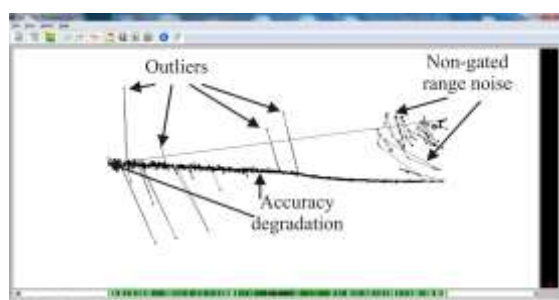 Outliers
Non-gated
range noise
Accuracy
degradation